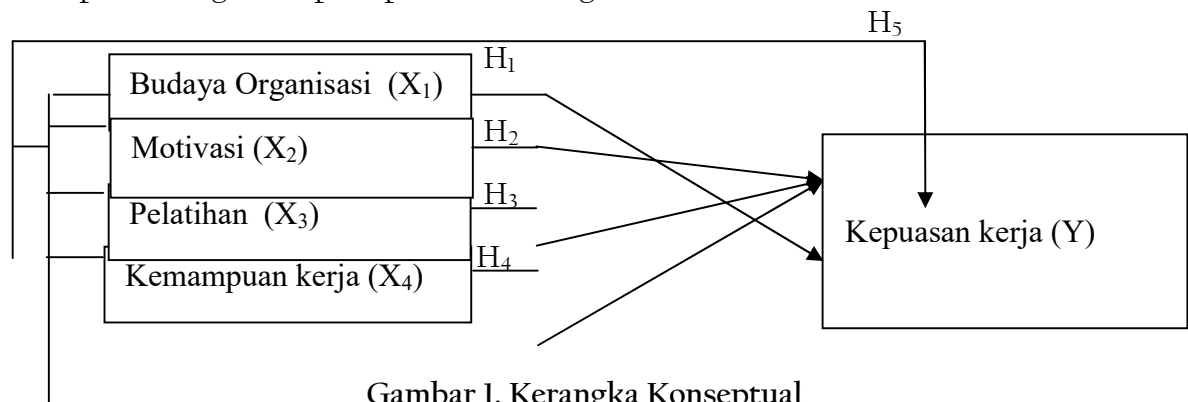 H₅
H₁
Budaya Organisasi (X₁)
H₂
Motivasi (X₂)
H₃
Pelatihan (X₃)
Kepuasan kerja (Y)
H₄
Kemampuan kerja (X₄)
Gambar 1. Kerangka Konseptual